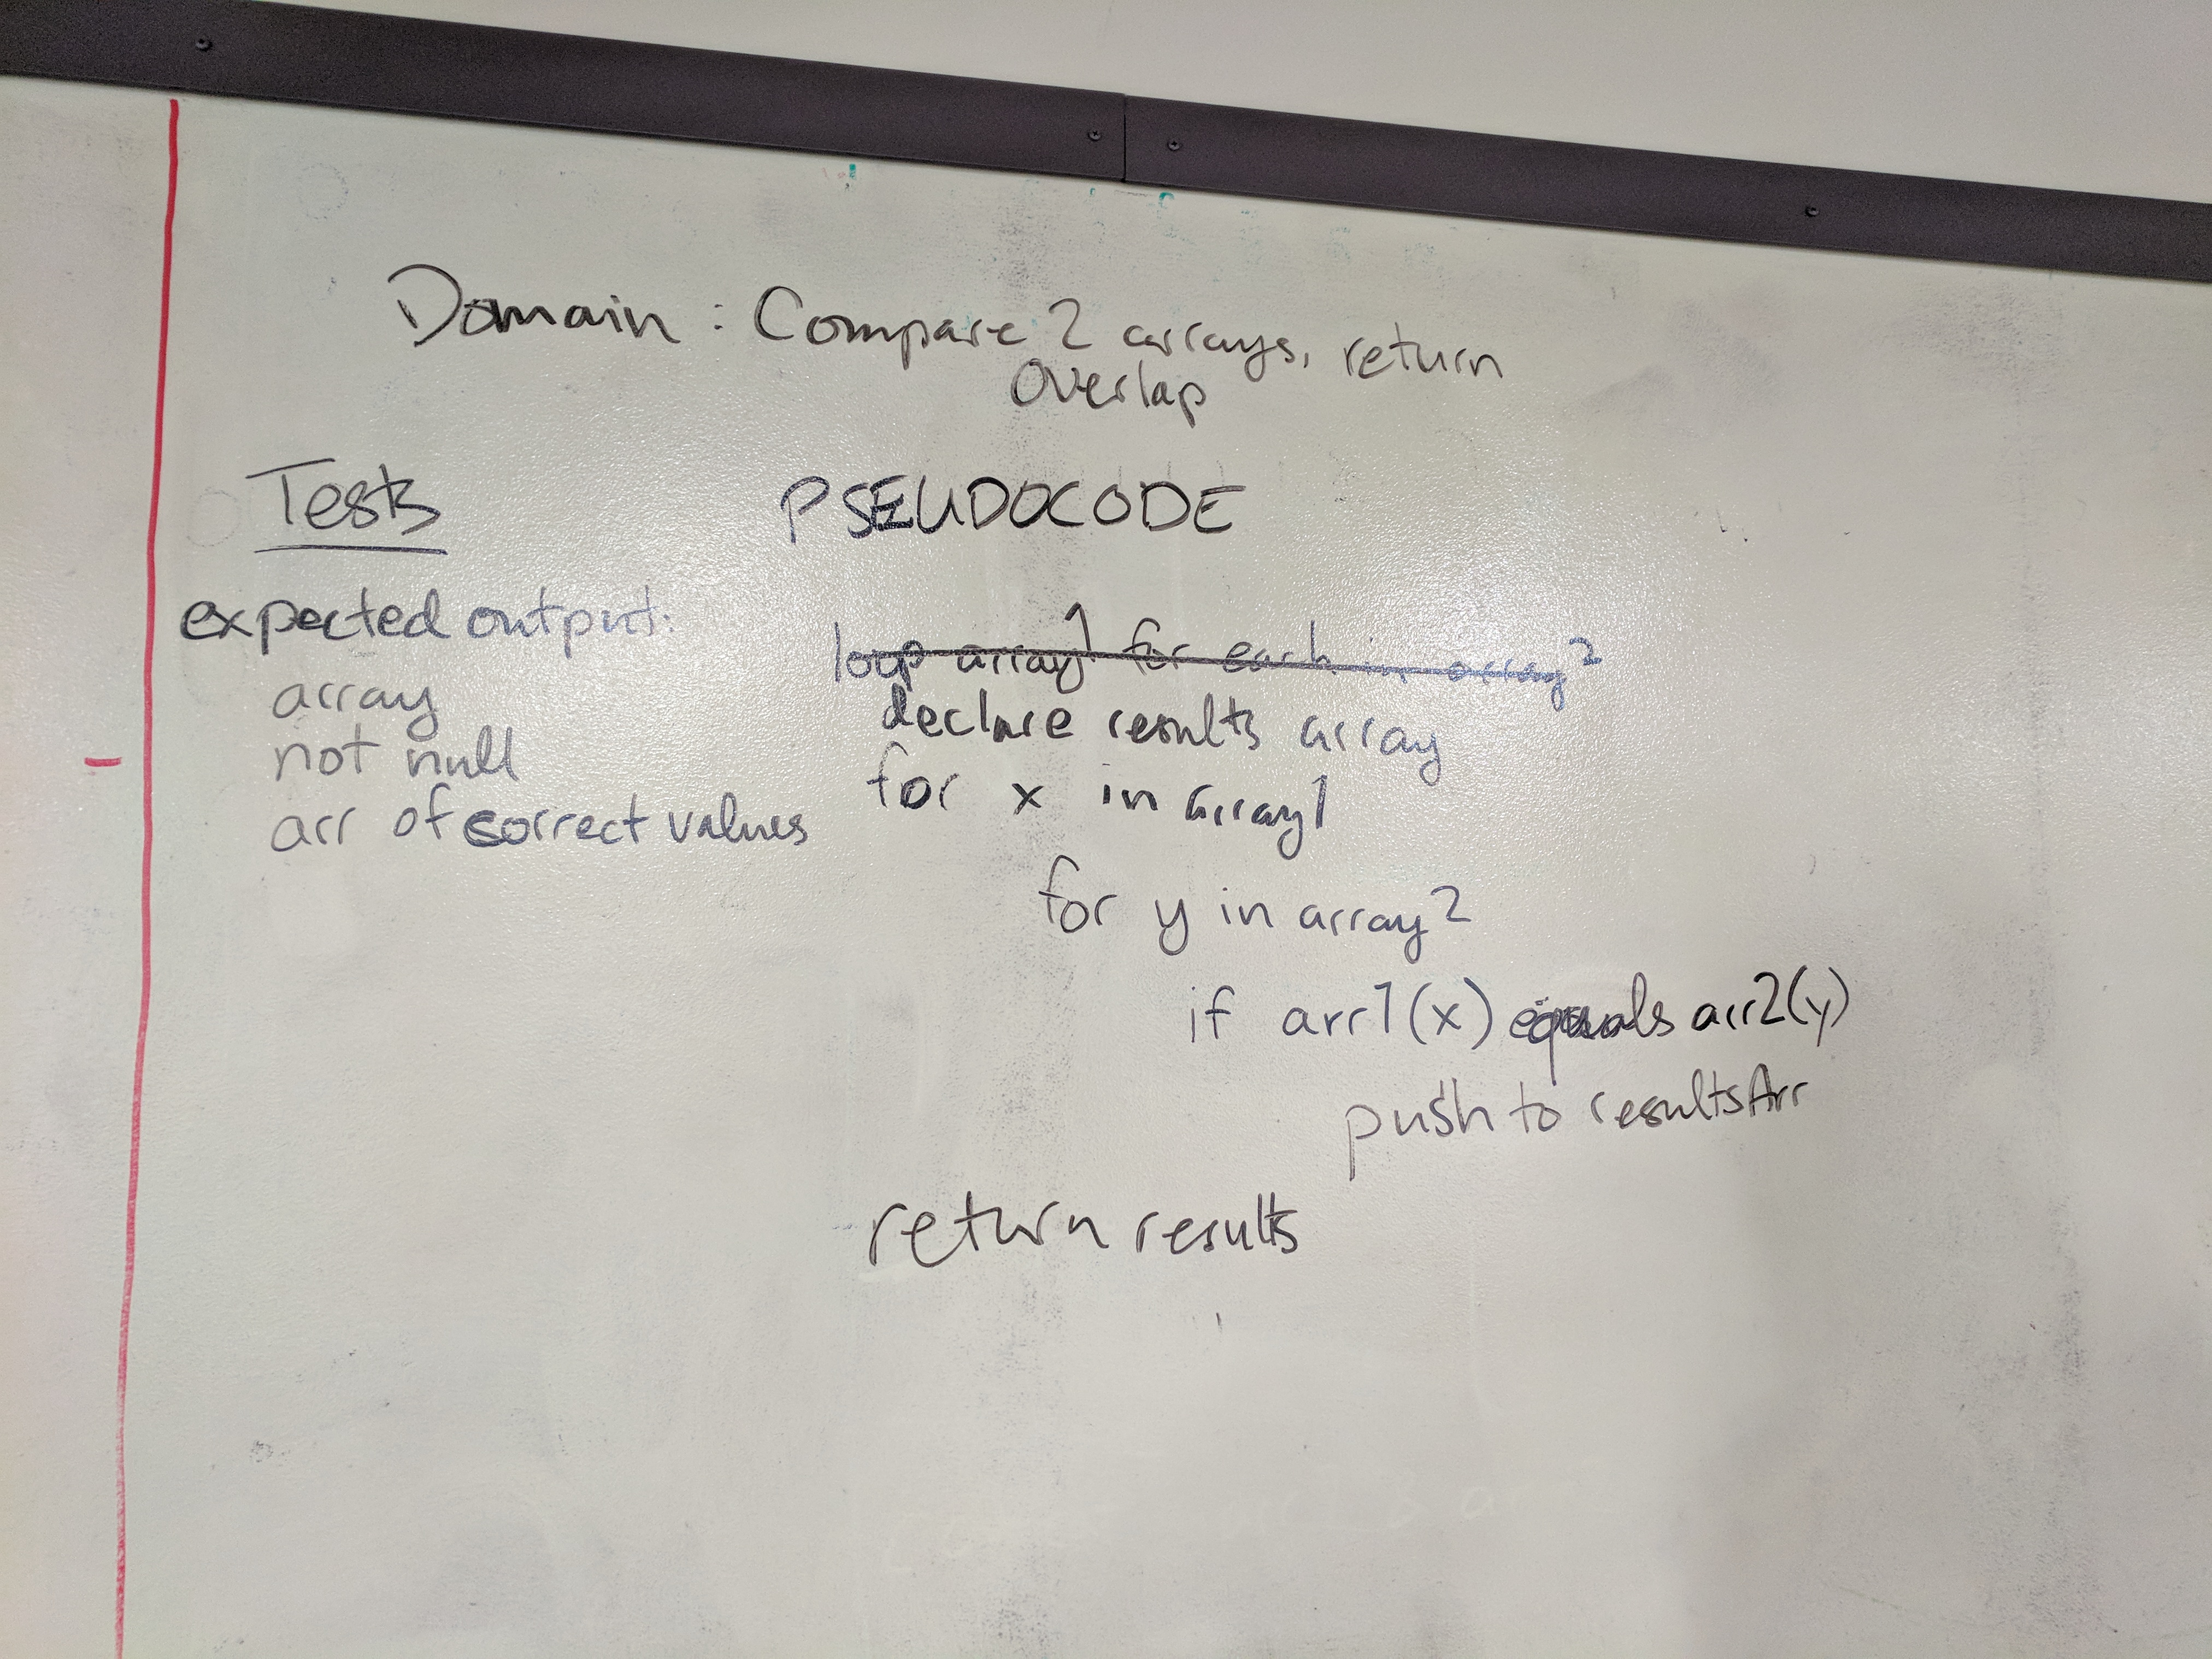 Domain : Compare 2 arrays, return
Overlap
Tests
expected output:
array
not null
arr of correct values
PSEUDOCODE
loop array1 for each in array2
declare results array
for x in array1
for y in array2
if arr1(x) equals arr2(y)
push to resultsArr
return results